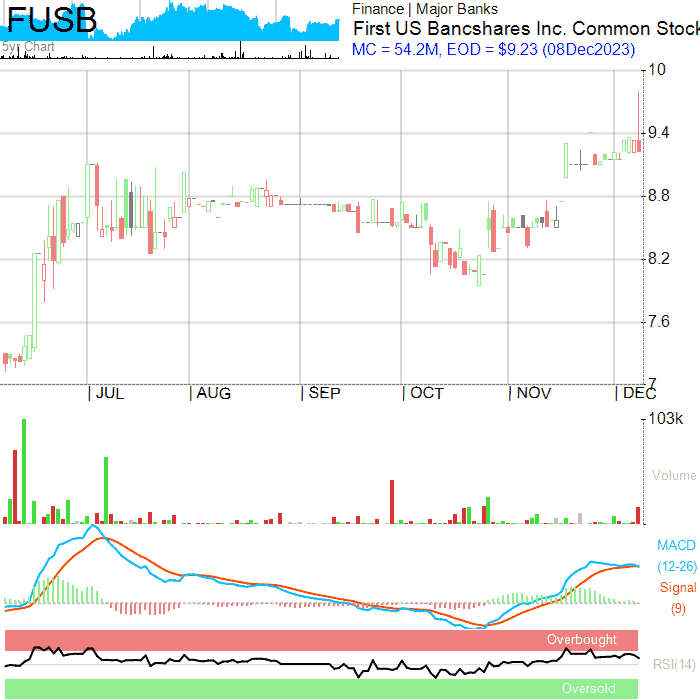 FUSB
5yr Chart
Finance | Major Banks
First US Bancshares Inc. Common Stock
MC = 54.2M, EOD = $9.23 (08Dec2023)
10
9.4
8.8
8.2
7.6
7
JUL
AUG
SEP
OCT
NOV
DEC
103k
Volume
MACD
(12-26)
Signal
(9)
Overbought
RSI(14)
Oversold